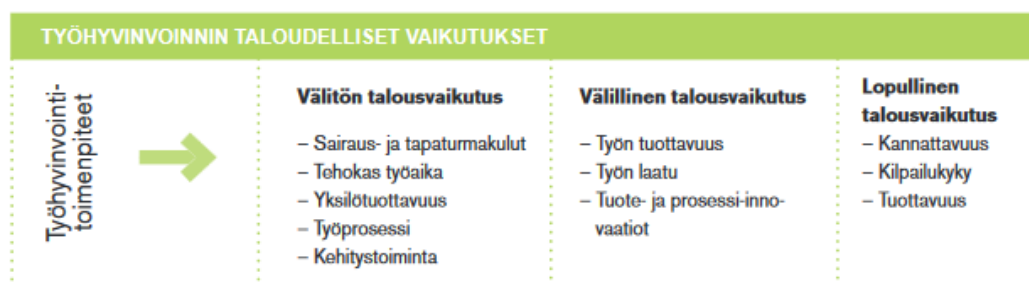 TYÖHYVINVOINNIN TALOUDELLISET VAIKUTUKSET
Työhyvinvointi-
toimenpiteet
Välitön talousvaikutus
– Sairaus- ja tapaturmakulut
– Tehokas työaika
– Yksilötuottavuus
– Työprosessi
– Kehitystoiminta
Välillinen talousvaikutus
– Työn tuottavuus
– Työn laatu
– Tuote- ja prosessi-inno-
vaatiot
Lopullinen
talousvaikutus
– Kannattavuus
– Kilpailukyky
– Tuottavuus